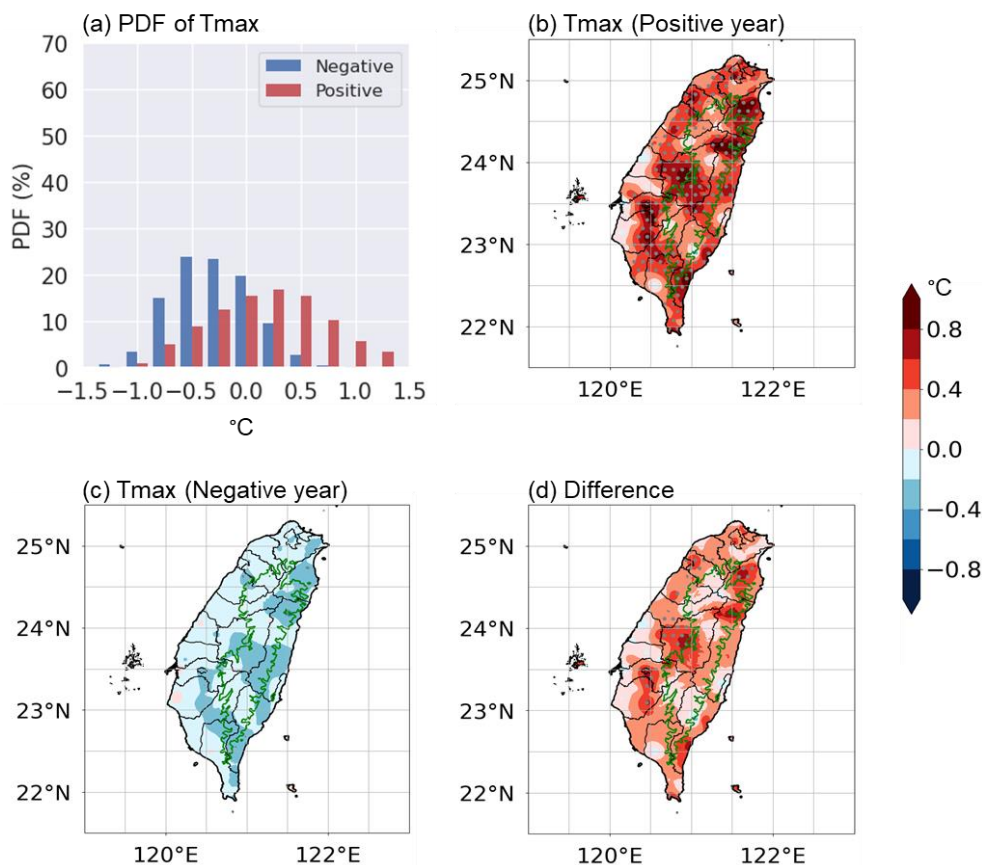 (a) PDF of Tmax
70
60
50
40
30
20
10
0
PDF (%)
Negative
Positive
−1.5 −1.0 −0.5 0.0 0.5 1.0 1.5
°C
(b) Tmax (Positive year)
25°N
24°N
23°N
22°N
120°E 122°E
°C
0.8
0.4
0.0
−0.4
−0.8
(c) Tmax (Negative year)
25°N
24°N
23°N
22°N
120°E 122°E
(d) Difference
25°N
24°N
23°N
22°N
120°E 122°E